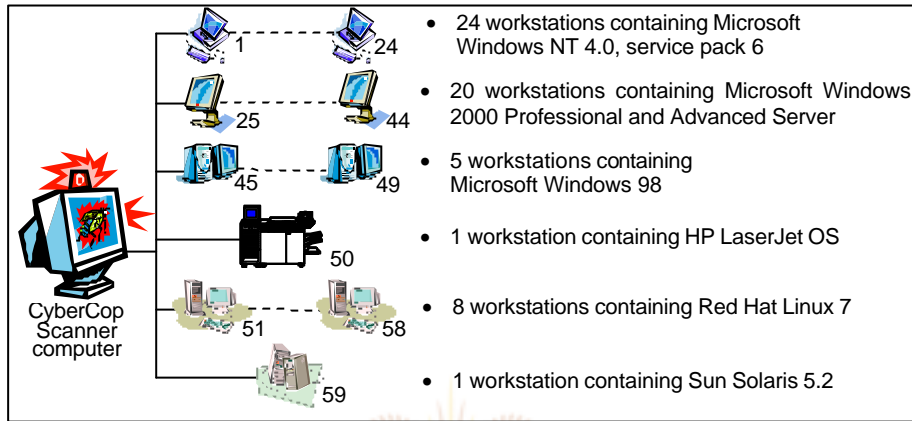 1
24
• 24 workstations containing Microsoft
Windows NT 4.0, service pack 6
25
44
• 20 workstations containing Microsoft Windows
2000 Professional and Advanced Server
45
49
• 5 workstations containing
Microsoft Windows 98
50
• 1 workstation containing HP LaserJet OS
CyberCop
Scanner
computer
51
58
• 8 workstations containing Red Hat Linux 7
59
• 1 workstation containing Sun Solaris 5.2